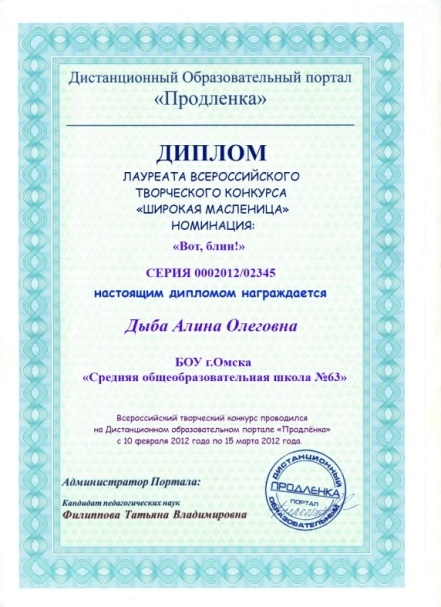 Дистанционный Образовательный портал
«Продленка»
ДИПЛОМ
ЛАУРЕАТА ВСЕРОССИЙСКОГО
ТВОРЧЕСКОГО КОНКУРСА
«ШИРОКАЯ МАСЛЕНИЦА»
НОМИНАЦИЯ:
«Вот, блин!»
СЕРИЯ 0002012/02345
настоящим дипломом награждается
Дыба Алина Олеговна
БОУ г.Омска
«Средняя общеобразовательная школа №63»
Всероссийский творческий конкурс проводился
на Дистанционном образовательном портале «Продлёнка»
с 10 февраля 2012 года по 15 марта 2012 года.
Администратор Портала:
Кандидат педагогических наук
Филиппова Татьяна Владимировна
ДИСТАНЦИОННЫЙ
ПРОДЛЕНКА
ПОРТАЛ
ОБРАЗОВАТЕЛЬНЫЙ